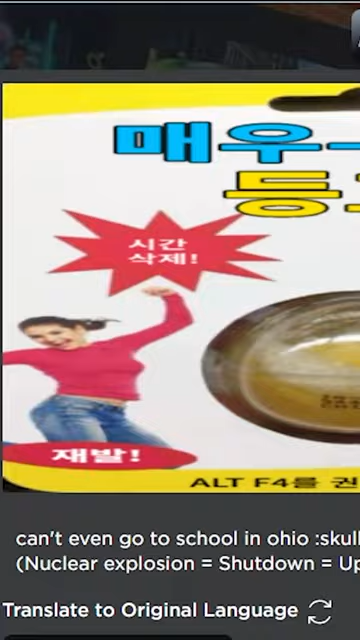 매우
등
시간
삭제!
재발!
ALT F4를 권
can't even go to school in ohio :skull
(Nuclear explosion = Shutdown = Up
Translate to Original Language